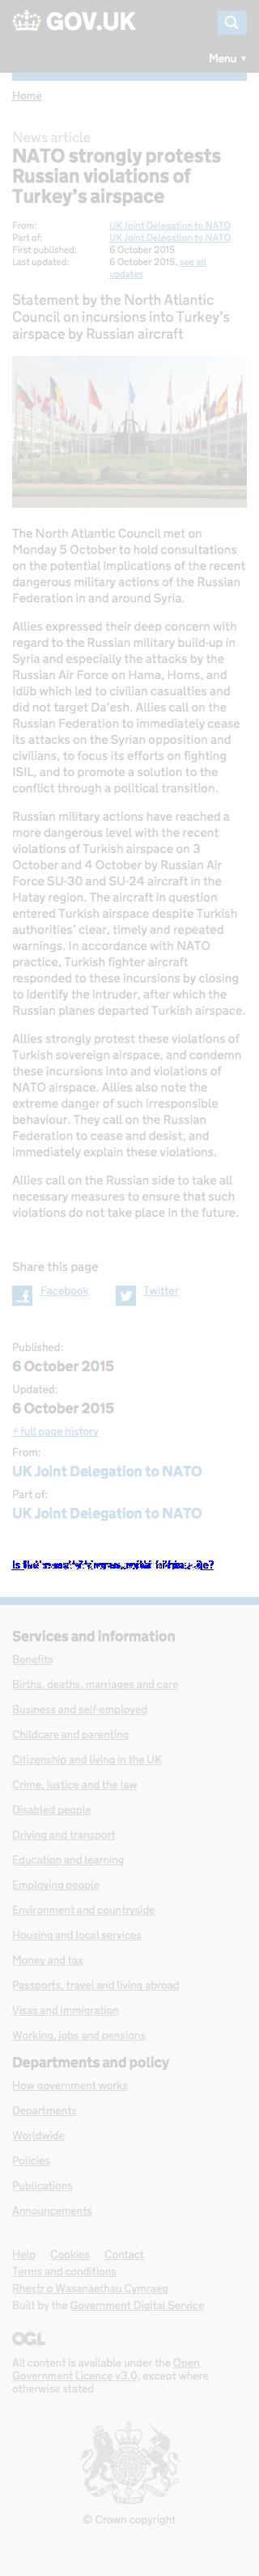 GOV.UK
Menu ▼
Home
News article
NATO strongly protests
Russian violations of
Turkey's airspace
From: UK Joint Delegation to NATO
Part of: UK Joint Delegation to NATO
First published: 6 October 2015
Last updated: 6 October 2015, see all
updates
Statement by the North Atlantic
Council on incursions into Turkey's
airspace by Russian aircraft
The North Atlantic Council met on
Monday 5 October to hold consultations
on the potential implications of the recent
dangerous military actions of the Russian
Federation in and around Syria.
Allies expressed their deep concern with
regard to the Russian military build-up in
Syria and especially the attacks by the
Russian Air Force on Hama, Homs, and
Idlib which led to civilian casualties and
did not target Da'esh. Allies call on the
Russian Federation to immediately cease
its attacks on the Syrian opposition and
civilians, to focus its efforts on fighting
ISIL, and to promote a solution to the
conflict through a political transition.
Russian military actions have reached a
more dangerous level with the recent
violations of Turkish airspace on 3
October and 4 October by Russian Air
Force SU-30 and SU-24 aircraft in the
Hatay region. The aircraft in question
entered Turkish airspace despite Turkish
authorities' clear, timely and repeated
warnings. In accordance with NATO
practice, Turkish fighter aircraft
responded to these incursions by closing
to identify the intruder, after which the
Russian planes departed Turkish airspace.
Allies strongly protest these violations of
Turkish sovereign airspace, and condemn
these incursions into and violations of
NATO airspace. Allies also note the
extreme danger of such irresponsible
behaviour. They call on the Russian
Federation to cease and desist, and
immediately explain these violations.
Allies call on the Russian side to take all
necessary measures to ensure that such
violations do not take place in the future.
Share this page
Facebook Twitter
Published:
6 October 2015
Updated:
6 October 2015
+ full page history
From:
UK Joint Delegation to NATO
Part of:
UK Joint Delegation to NATO
Is
Services and information
Benefits
Births, deaths, marriages and care
Business and self-employed
Childcare and parenting
Citizenship and living in the UK
Crime, justice and the law
Disabled people
Driving and transport
Education and learning
Employing people
Environment and countryside
Housing and local services
Money and tax
Passports, travel and living abroad
Visas and immigration
Working, jobs and pensions
Departments and policy
How government works
Departments
Worldwide
Policies
Publications
Announcements
Help Cookies Contact
Terms and conditions
Rhestr o Wasanaethau Cymraeg
Built by the Government Digital Service
OGL
All content is available under the Open
Government Licence v3.0, except where
otherwise stated
© Crown copyright